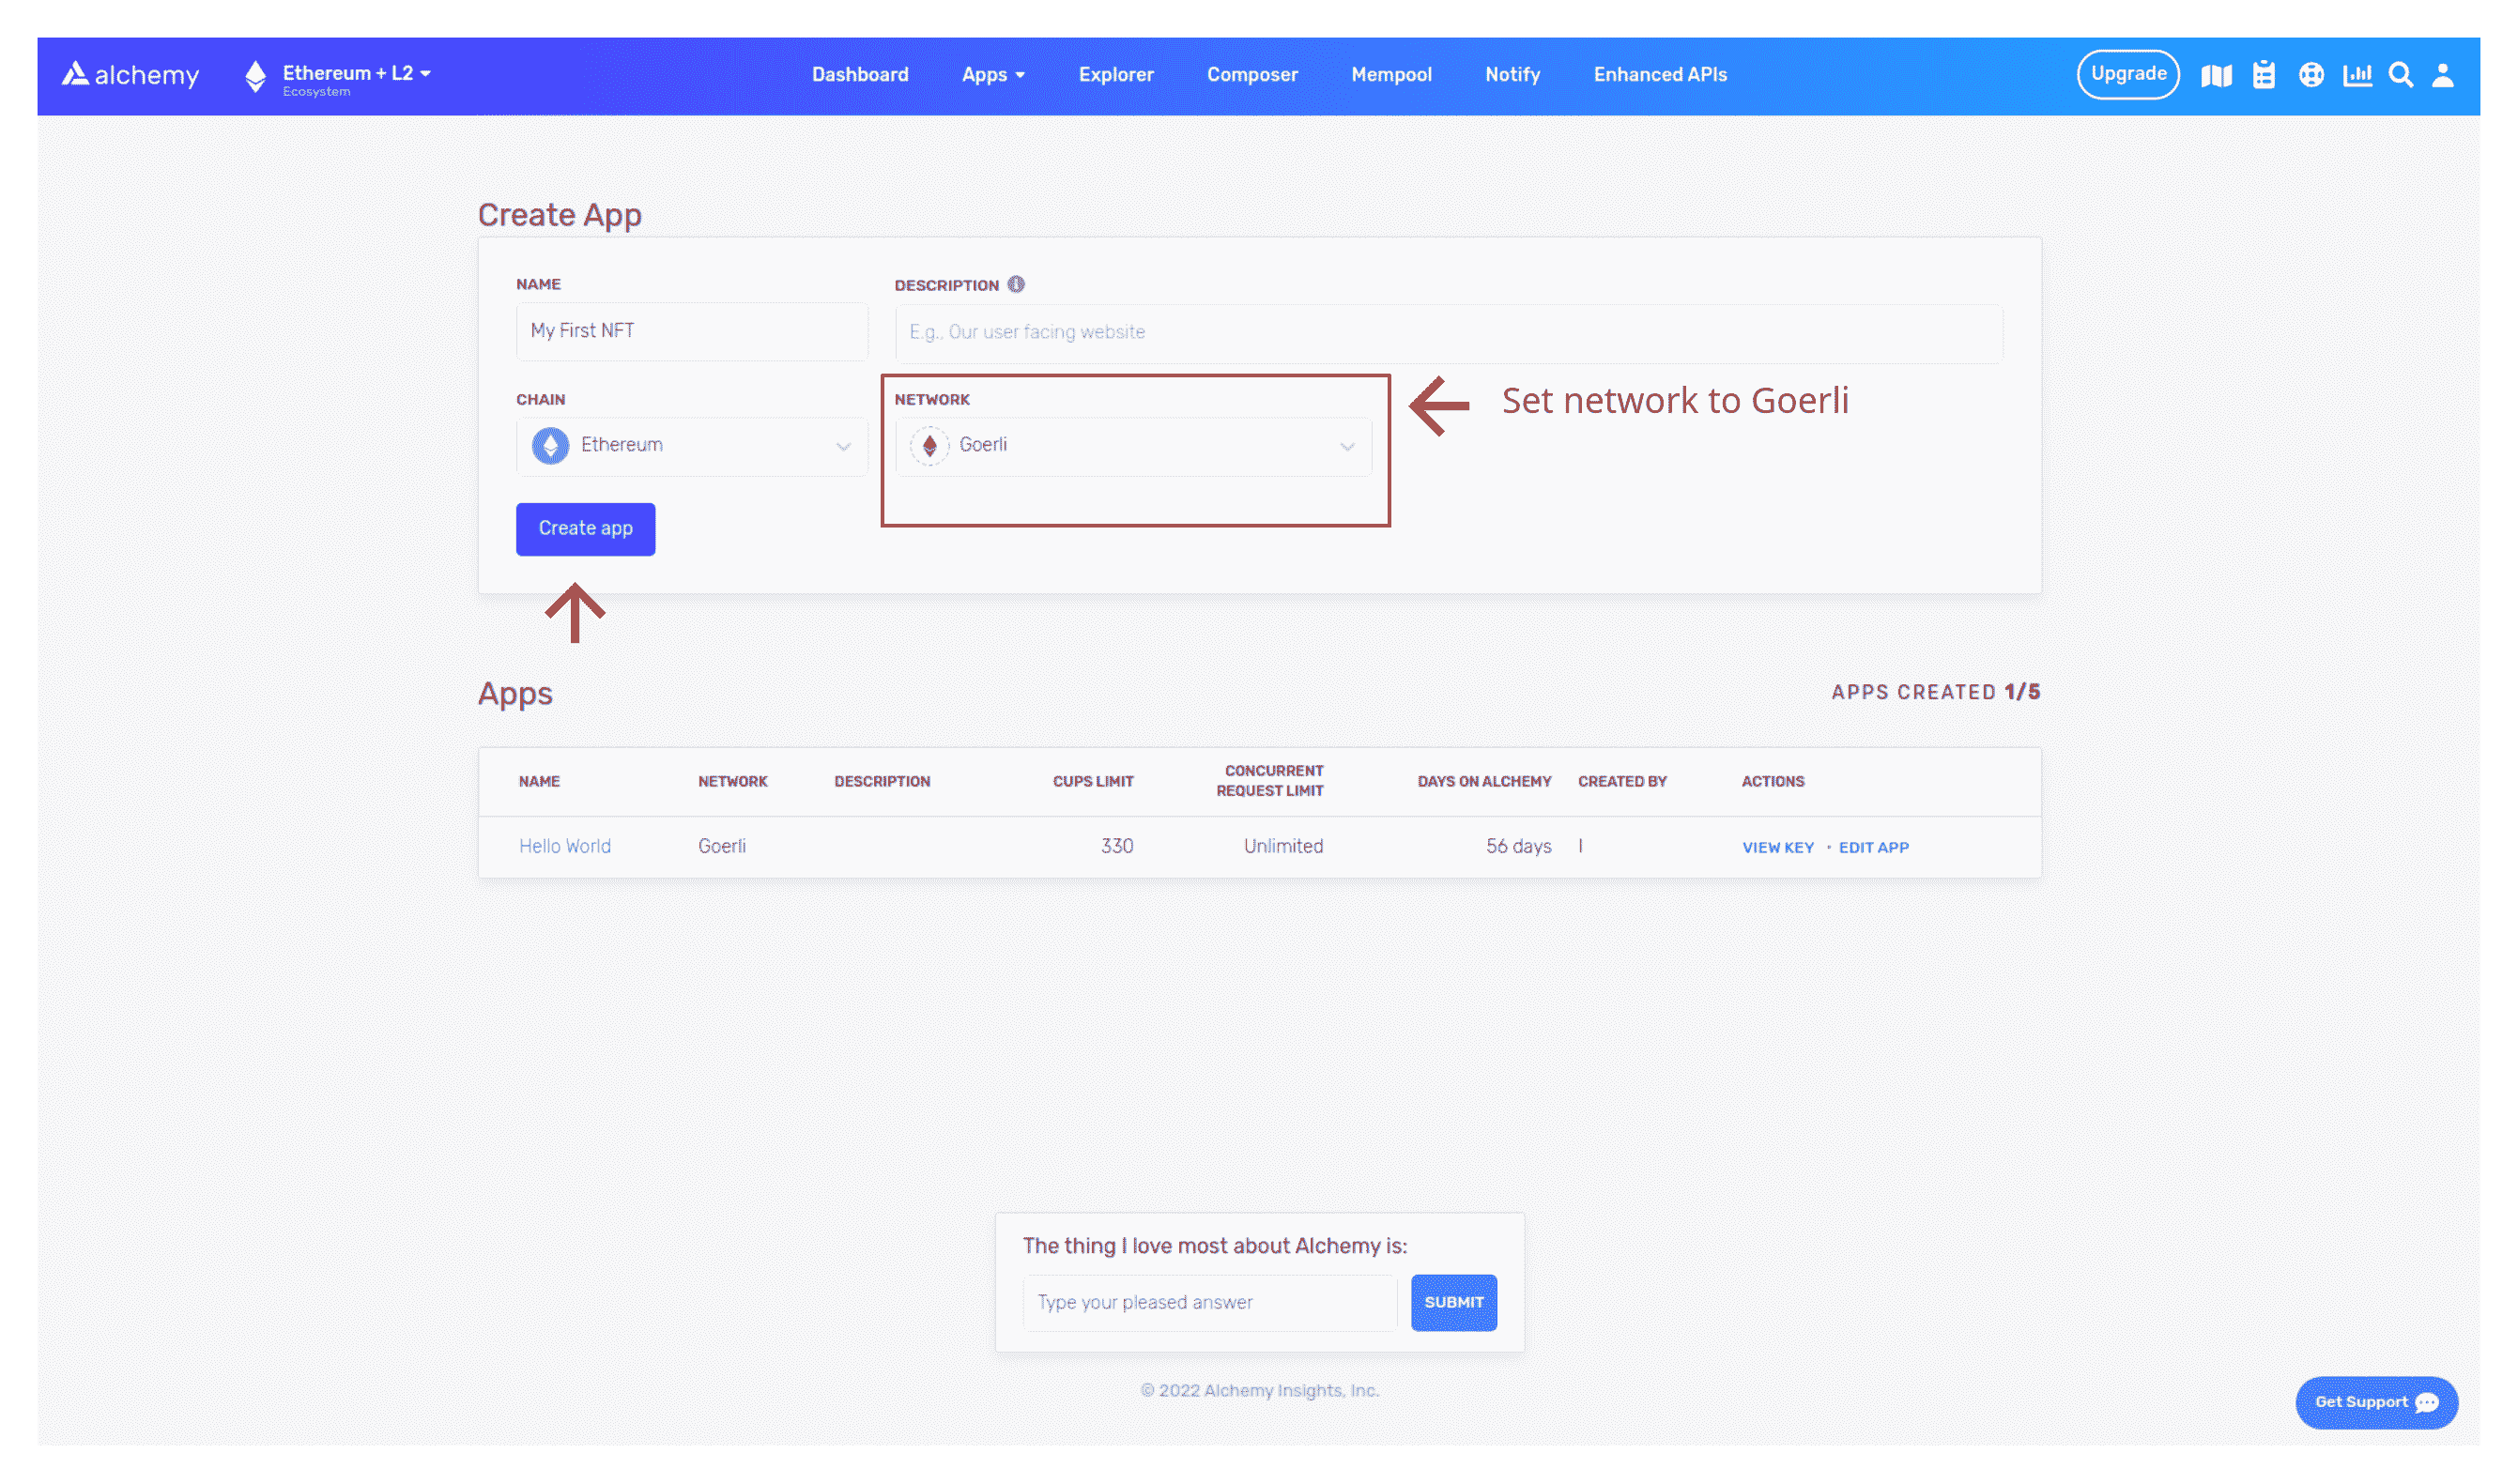 alchemy
Ethereum + L2
Ecosystem
Dashboard
Apps
Explorer
Composer
Mempool
Notify
Enhanced APIs
Upgrade
Create App
NAME
DESCRIPTION
My First NFT
E.g., Our user facing website
CHAIN
NETWORK
Set network to Goerli
Ethereum
Goerli
Create app
Apps
APPS CREATED 1/5
NAME
NETWORK
DESCRIPTION
CUPS LIMIT
CONCURRENT
REQUEST LIMIT
DAYS ON ALCHEMY
CREATED BY
ACTIONS
Hello World
Goerli
330
Unlimited
56 days
I
VIEW KEY • EDIT APP
The thing I love most about Alchemy is:
Type your pleased answer
SUBMIT
© 2022 Alchemy Insights, Inc.
Get Support